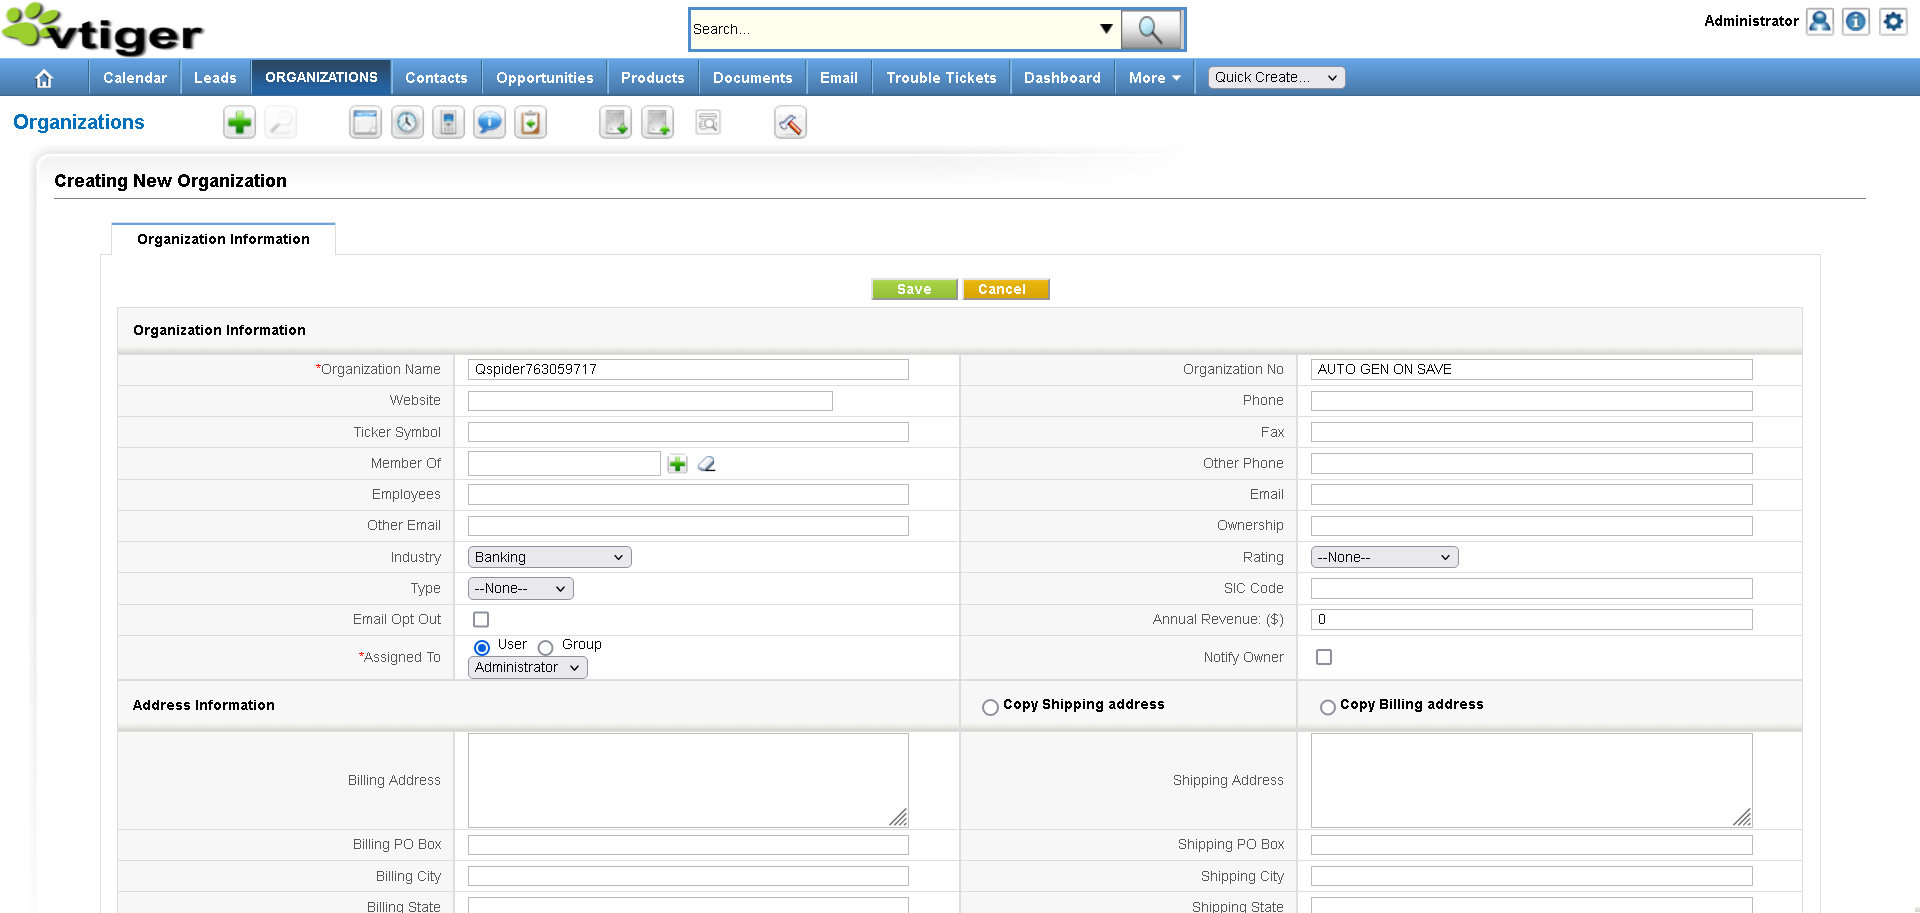 vtiger
Search...
Administrator
Calendar
Leads
ORGANIZATIONS
Contacts
Opportunities
Products
Documents
Email
Trouble Tickets
Dashboard
More
Quick Create...
Organizations
Creating New Organization
Organization Information
Save
Cancel
Organization Information
*Organization Name
Qspider763059717
Organization No
AUTO GEN ON SAVE
Website
Phone
Ticker Symbol
Fax
Member Of
Other Phone
Employees
Email
Other Email
Ownership
Industry
Banking
Rating
--None--
Type
--None--
SIC Code
Email Opt Out
Annual Revenue: ($)
0
*Assigned To
User
Group
Administrator
Notify Owner
Address Information
Copy Shipping address
Copy Billing address
Billing Address
Shipping Address
Billing PO Box
Shipping PO Box
Billing City
Shipping City
Billing State
Shipping State